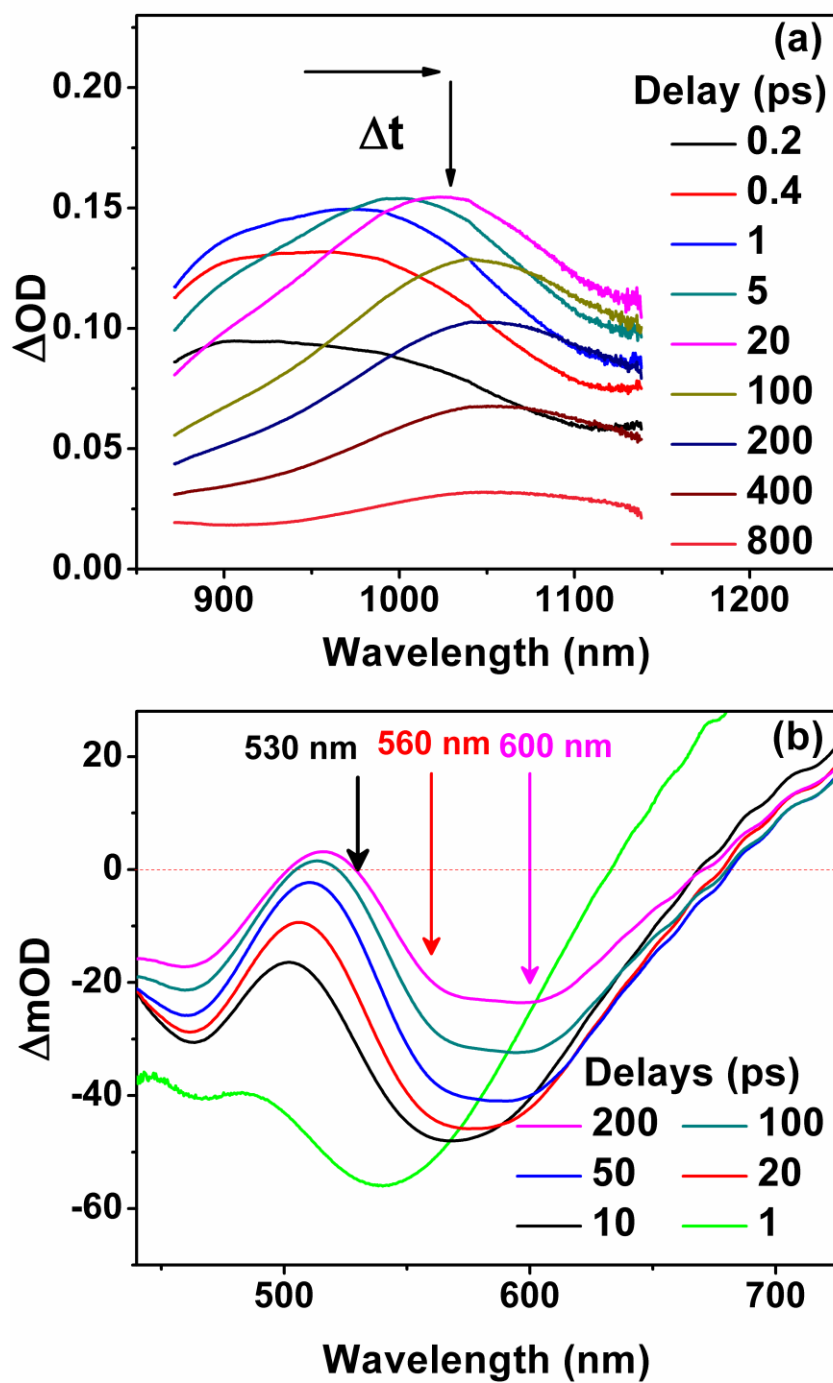 (a)
Delay (ps)
0.2
0.4
1
5
20
100
200
400
800
Δt
0.20
0.15
0.10
0.05
0.00
ΔOD
900 1000 1100 1200
Wavelength (nm)
(b)
530 nm 560 nm 600 nm
20
0
-20
-40
-60
ΔmOD
Delays (ps)
200 100
50 20
10 1
500 600 700
Wavelength (nm)